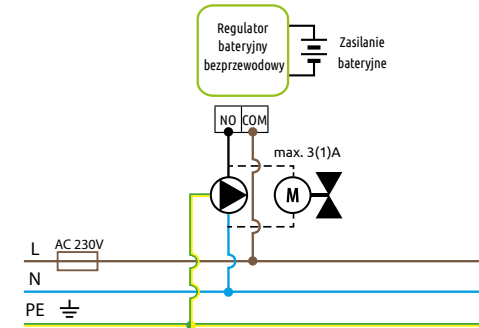 Regulator
bateryjny
bezprzewodowy
Zasilanie
bateryjne
NO COM
max. 3(1)A
M
L AC 230V
N
PE